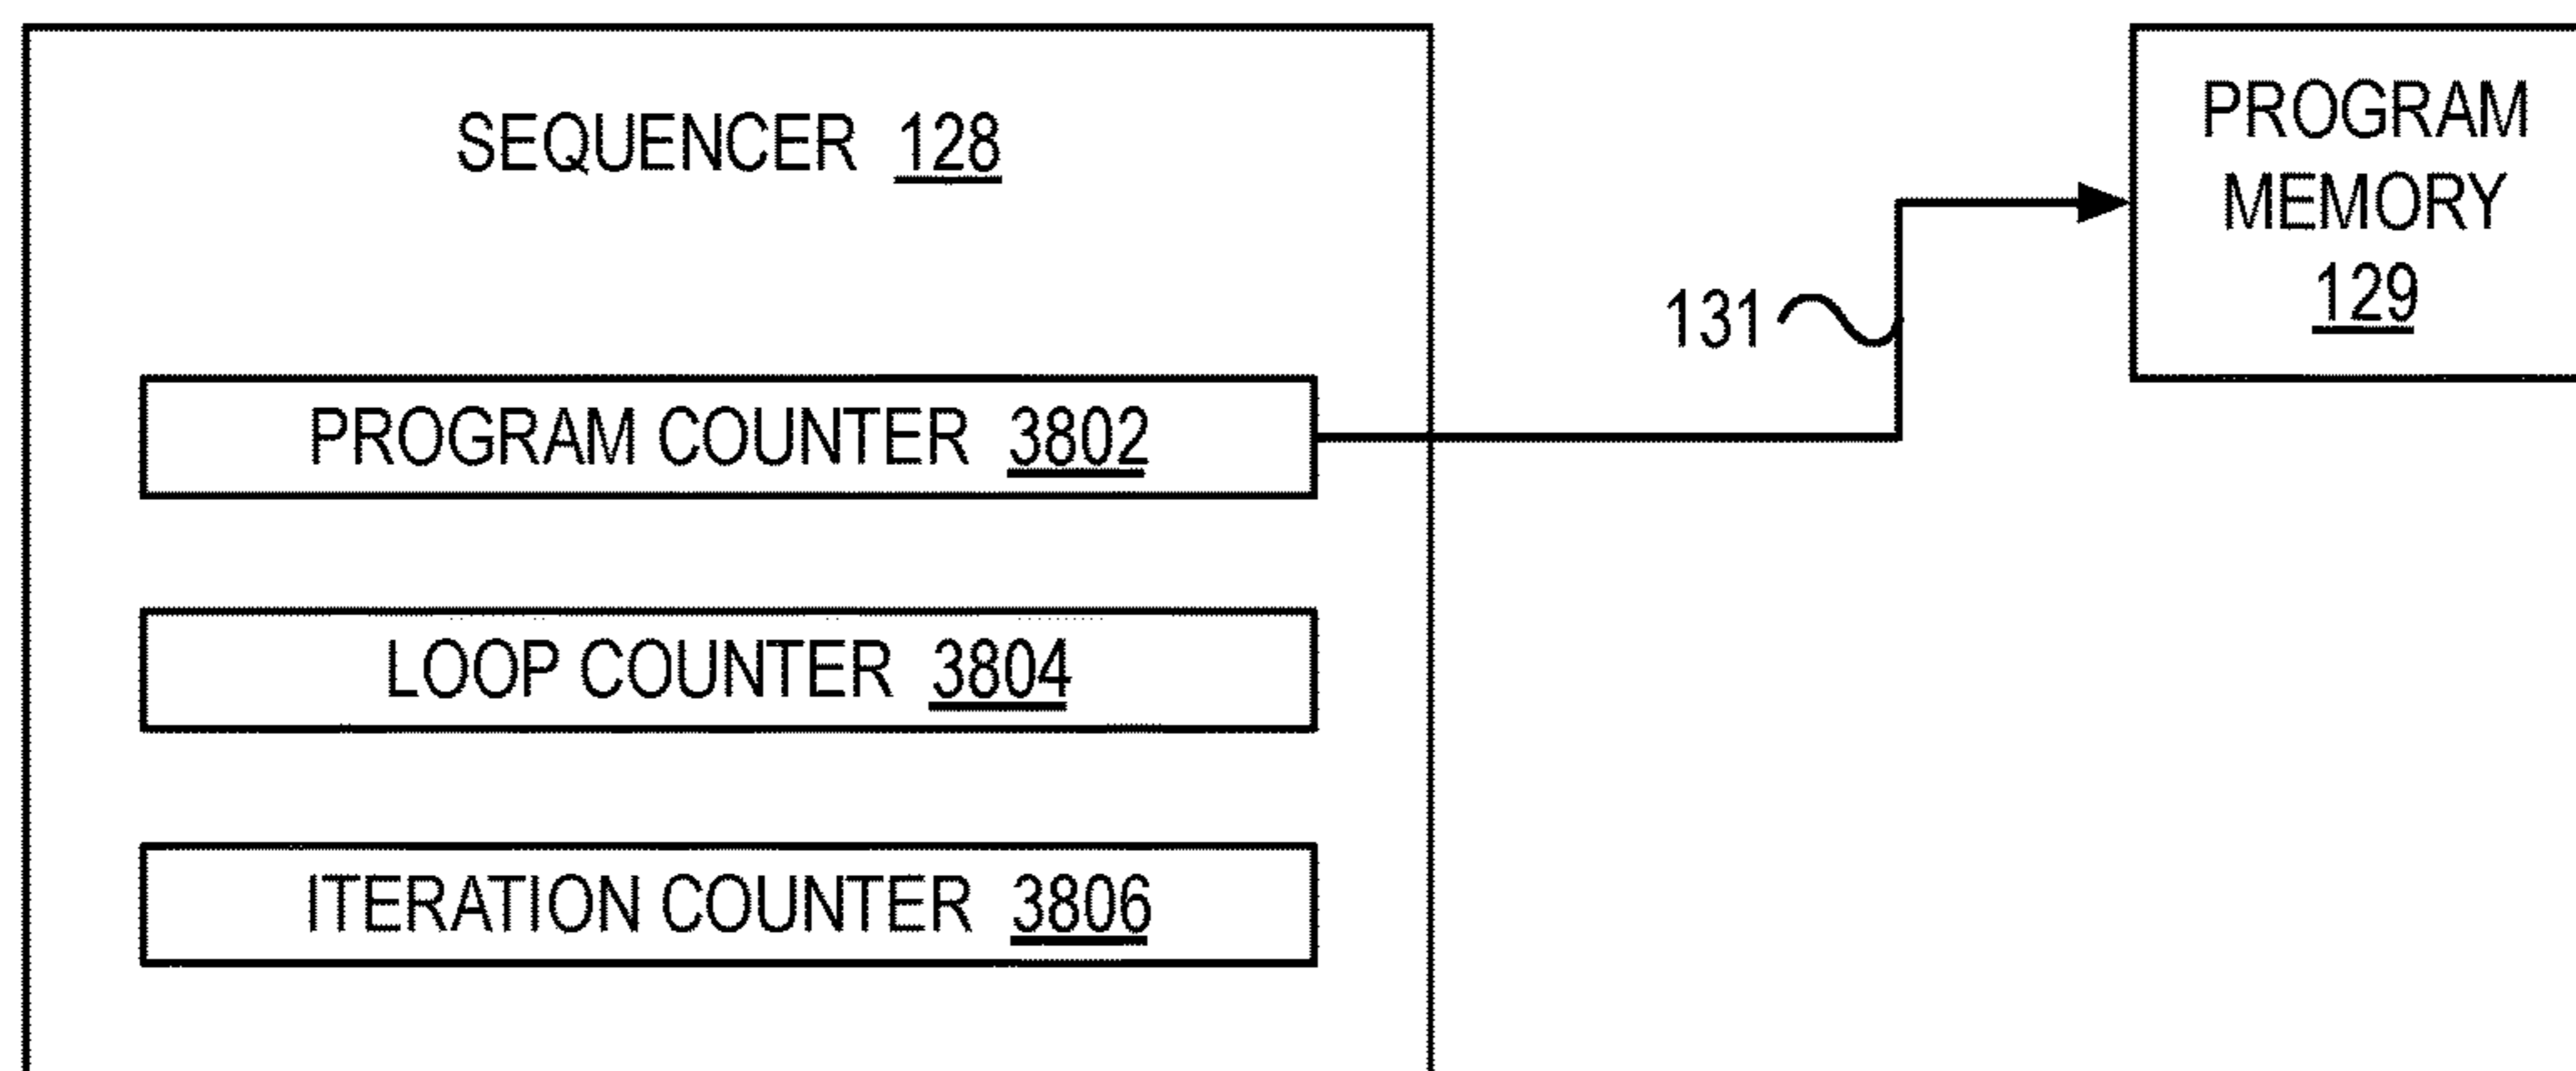 SEQUENCER 128
PROGRAM COUNTER 3802
LOOP COUNTER 3804
ITERATION COUNTER 3806
131
PROGRAM
MEMORY
129